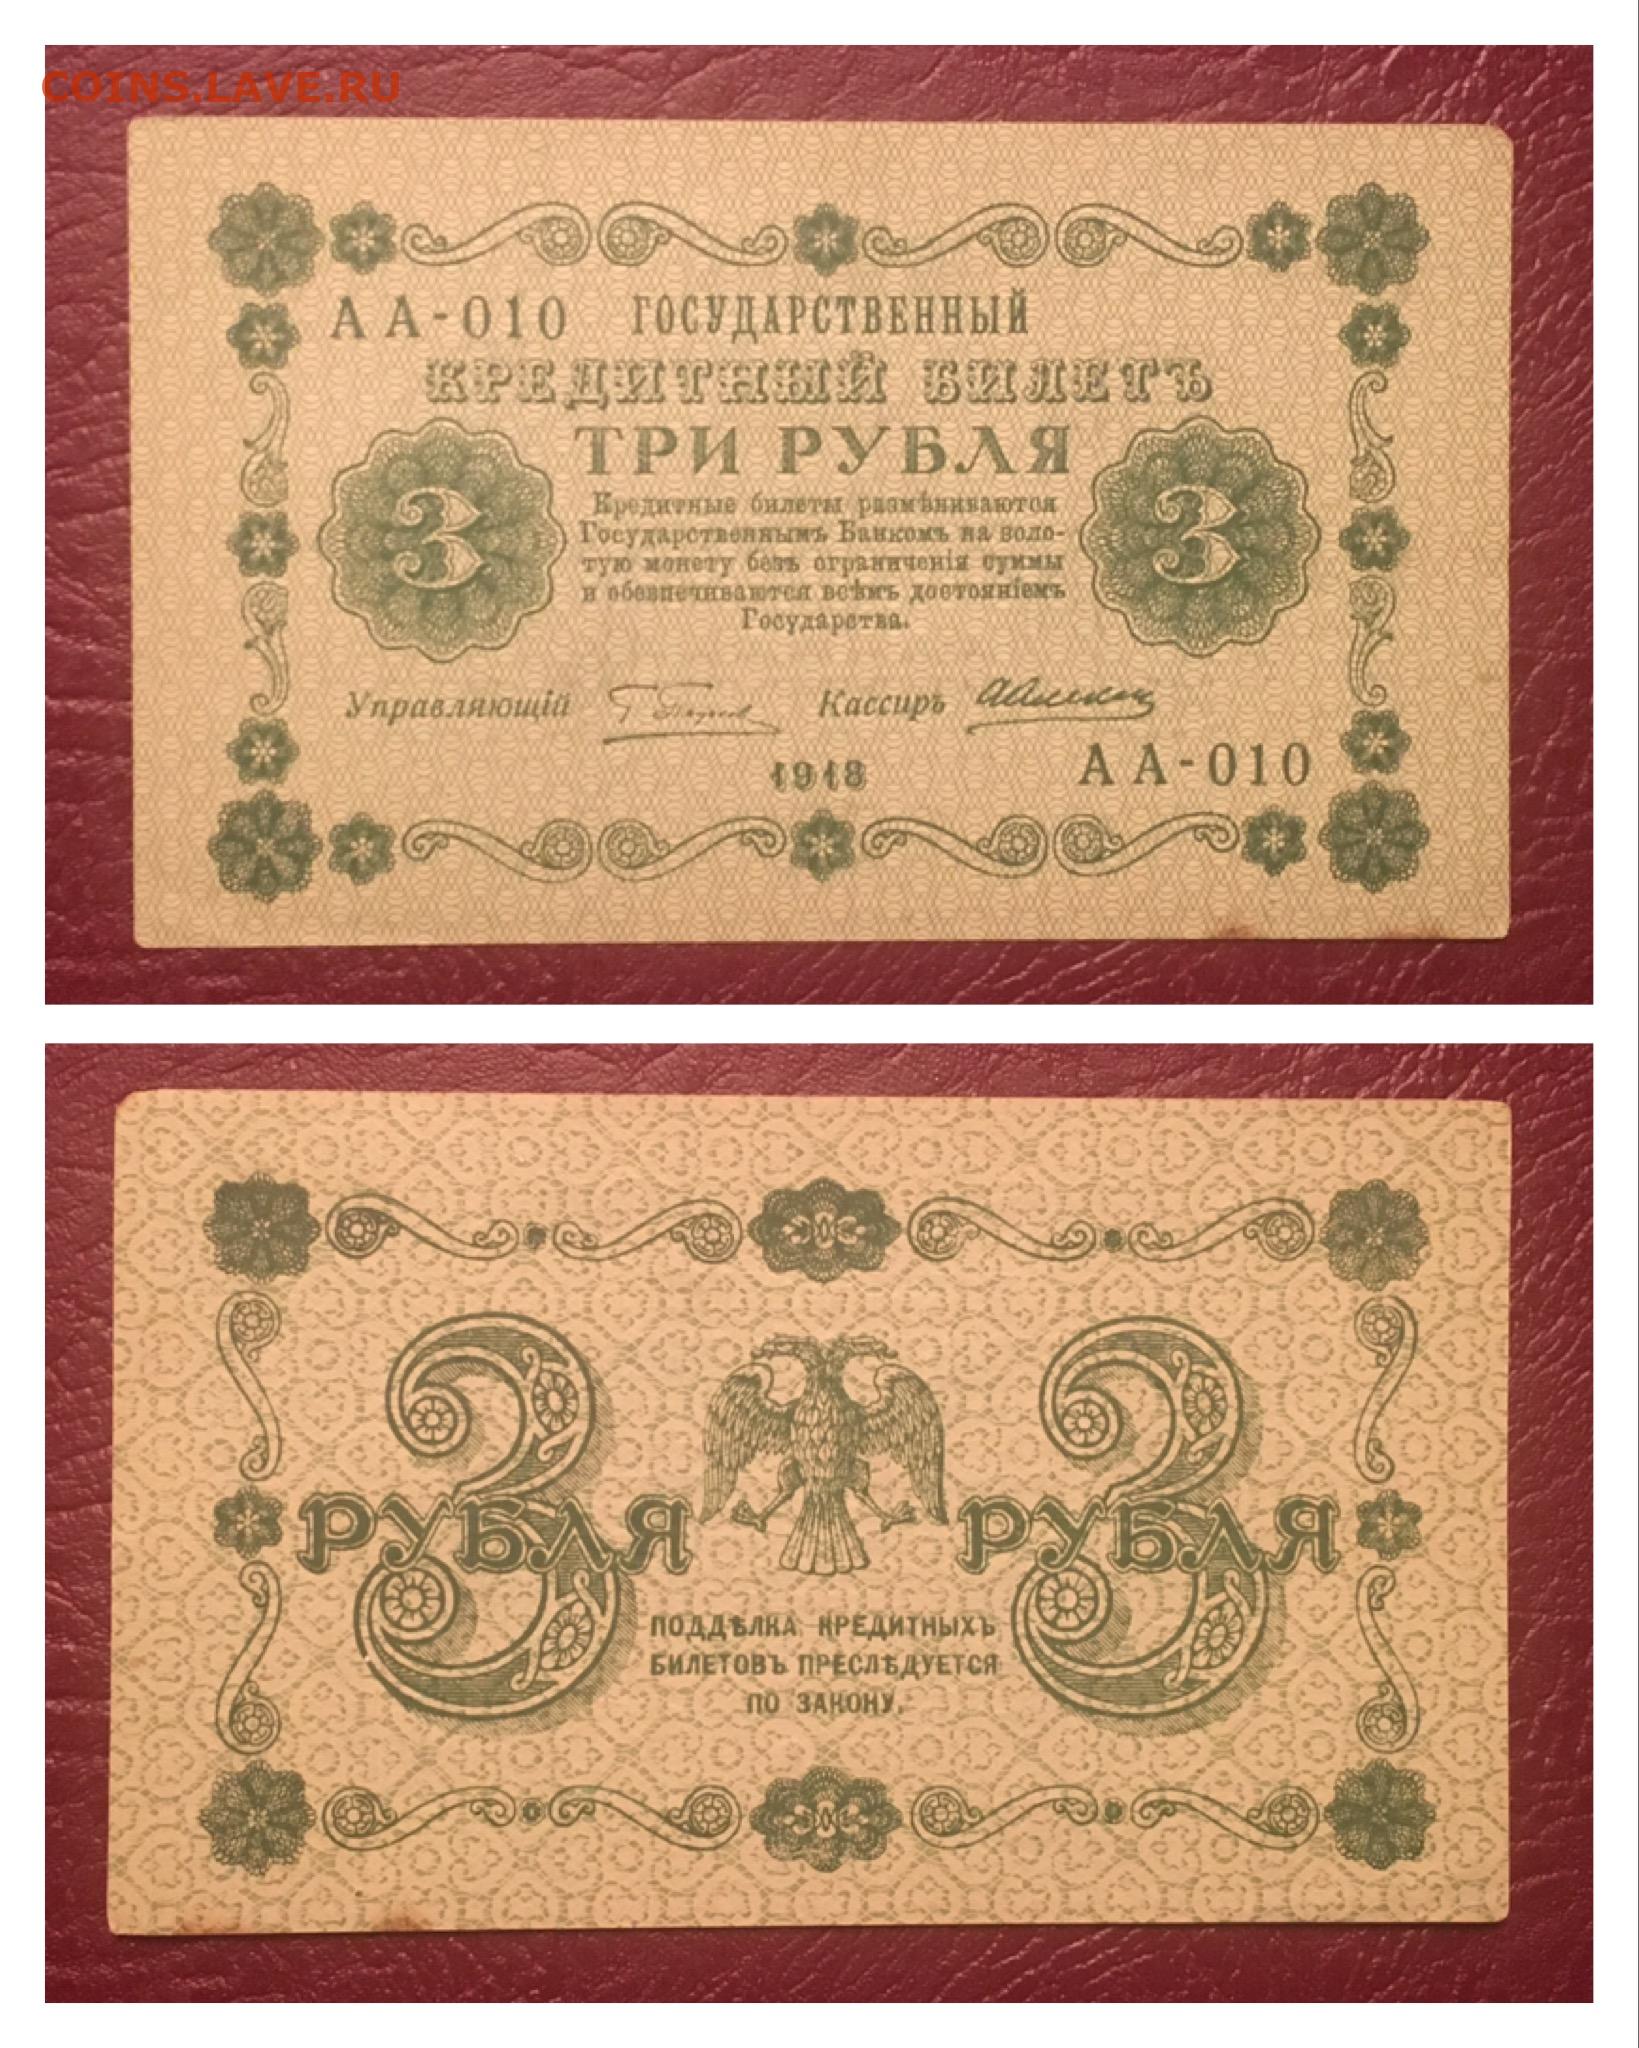 COINS.LAVE.RU
АА-010 ГОСУДАРСТВЕННЫЙ
КРЕДИТНЫЙ БИЛЕТЪ
ТРИ РУБЛЯ
3 3
Кредитные билеты размѣниваются
Государственнымъ Банкомъ на золо-
тую монету безъ ограниченія суммы
и обезпечиваются всѣмъ достояніемъ
Государства.
Управляющій Кассиръ
1918
АА-010
3 3
РУБЛЯ РУБЛЯ
ПОДДѢЛКА КРЕДИТНЫХЪ
БИЛЕТОВЪ ПРЕСЛѢДУЕТСЯ
ПО ЗАКОНУ.